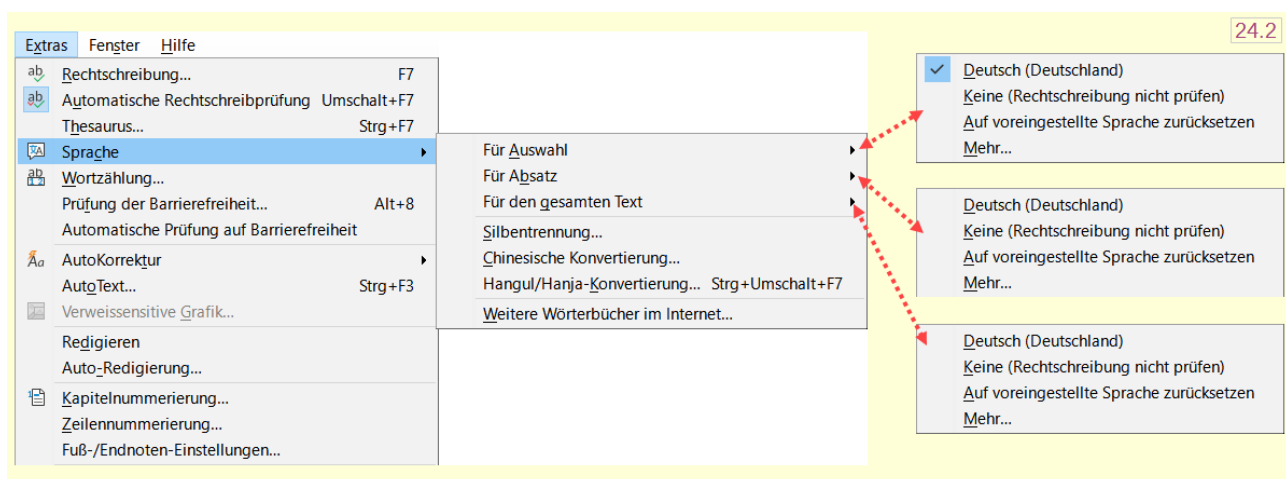 24.2
Extras Fenster Hilfe
Rechtschreibung... F7
Automatische Rechtschreibprüfung Umschalt+F7
Thesaurus... Strg+F7
Sprache
Wortzählung...
Prüfung der Barrierefreiheit... Alt+8
Automatische Prüfung auf Barrierefreiheit
AutoKorrektur
AutoText... Strg+F3
Verweissensitive Grafik...
Redigieren
Auto-Redigierung...
Kapitelnummerierung...
Zeilennummerierung...
Fuß-/Endnoten-Einstellungen...
Für Auswahl
Für Absatz
Für den gesamten Text
Silbentrennung...
Chinesische Konvertierung...
Hangul/Hanja-Konvertierung... Strg+Umschalt+F7
Weitere Wörterbücher im Internet...
Deutsch (Deutschland)
Keine (Rechtschreibung nicht prüfen)
Auf voreingestellte Sprache zurücksetzen
Mehr...
Deutsch (Deutschland)
Keine (Rechtschreibung nicht prüfen)
Auf voreingestellte Sprache zurücksetzen
Mehr...
Deutsch (Deutschland)
Keine (Rechtschreibung nicht prüfen)
Auf voreingestellte Sprache zurücksetzen
Mehr...